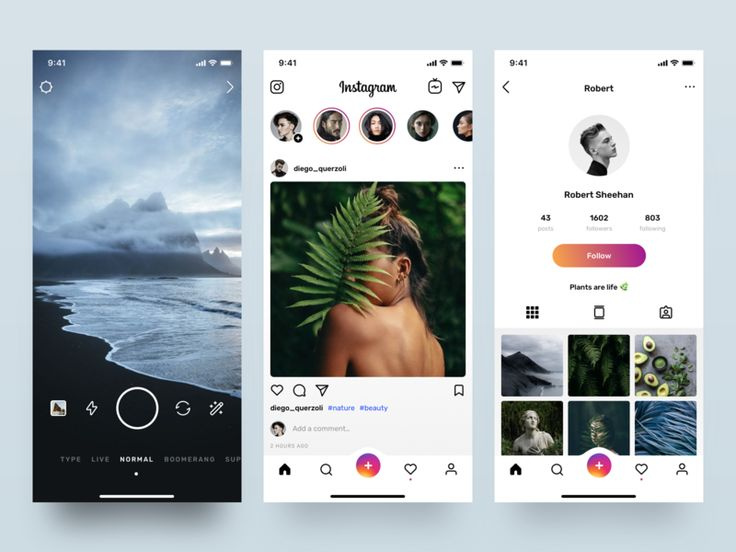 9:41
TYPE LIVE NORMAL BOOMERANG SUP
9:41
Instagram
diego_querzoli
diego_querzoli #nature #beauty
Add a comment...
2 HOURS AGO
9:41
Robert
Robert Sheehan
43 1602 803
posts followers following
Follow
Plants are life